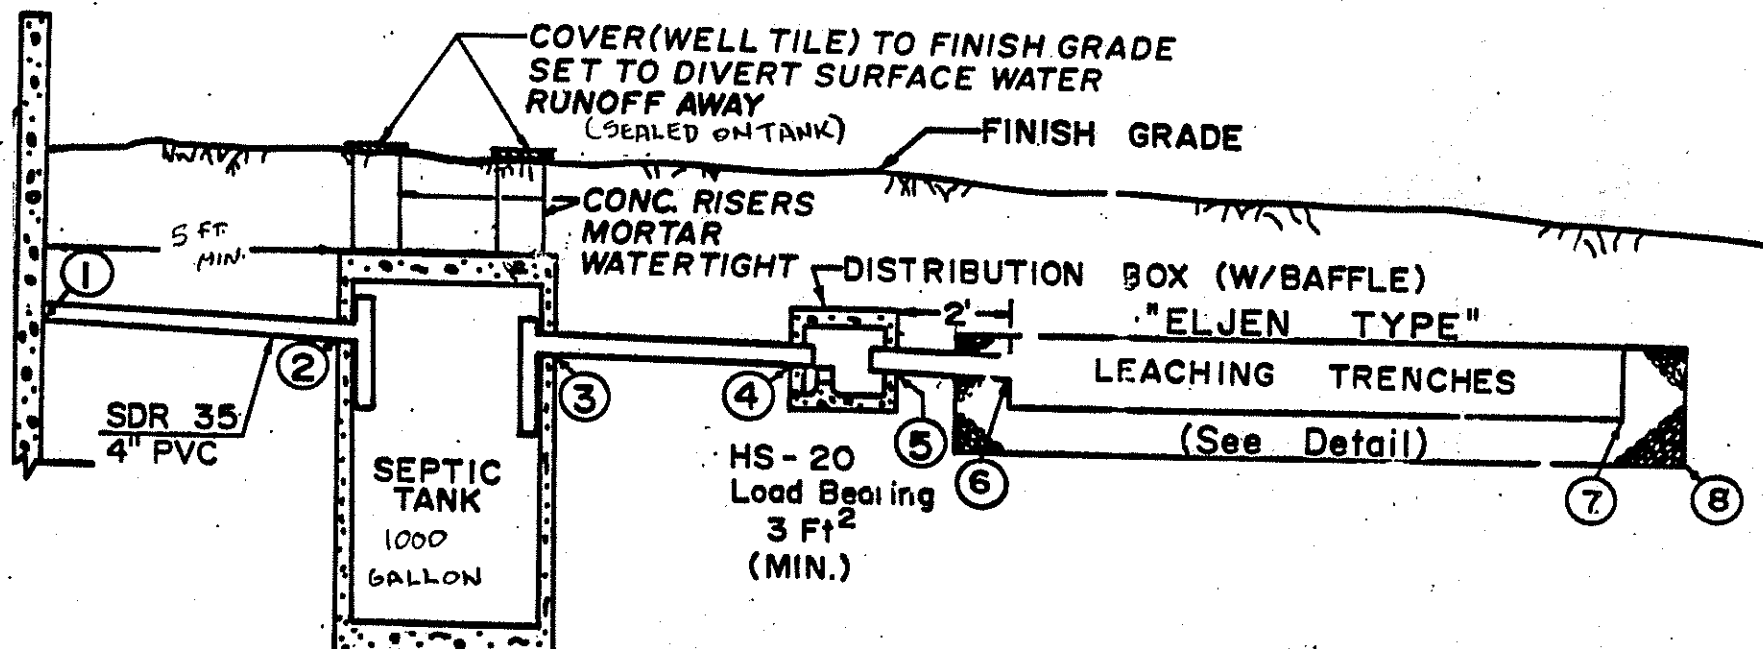 COVER(WELL TILE) TO FINISH GRADE
SET TO DIVERT SURFACE WATER
RUNOFF AWAY
(SEALED ON TANK)
FINISH GRADE
CONC. RISERS
MORTAR
WATERTIGHT
5 FT.
MIN.
DISTRIBUTION BOX (W/BAFFLE)
2'
"ELJEN TYPE"
LEACHING TRENCHES
(See Detail)
1
2
3
4
5
6
7
8
SDR 35
4" PVC
SEPTIC
TANK
1000
GALLON
HS-20
Load Bearing
3 Ft²
(MIN.)